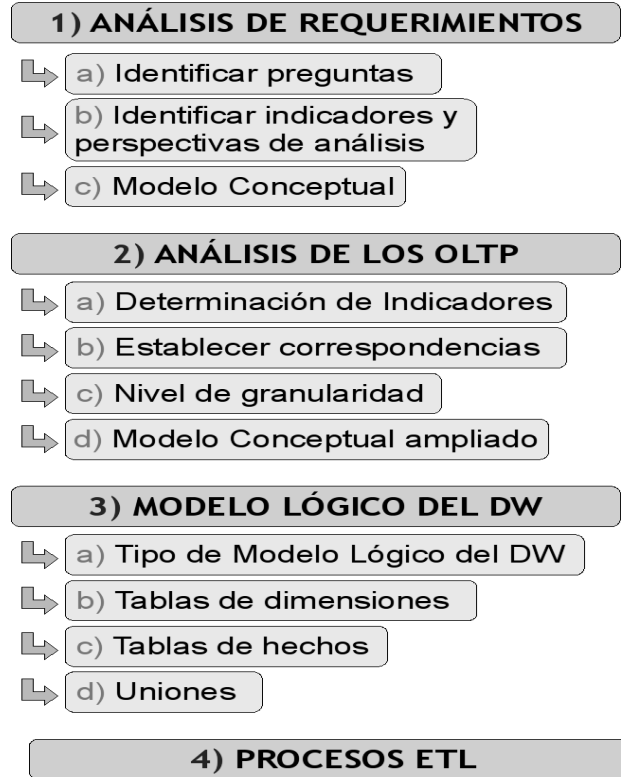 1) ANÁLISIS DE REQUERIMIENTOS
a) Identificar preguntas
b) Identificar indicadores y
perspectivas de análisis
c) Modelo Conceptual
2) ANÁLISIS DE LOS OLTP
a) Determinación de Indicadores
b) Establecer correspondencias
c) Nivel de granularidad
d) Modelo Conceptual ampliado
3) MODELO LÓGICO DEL DW
a) Tipo de Modelo Lógico del DW
b) Tablas de dimensiones
c) Tablas de hechos
d) Uniones
4) PROCESOS ETL